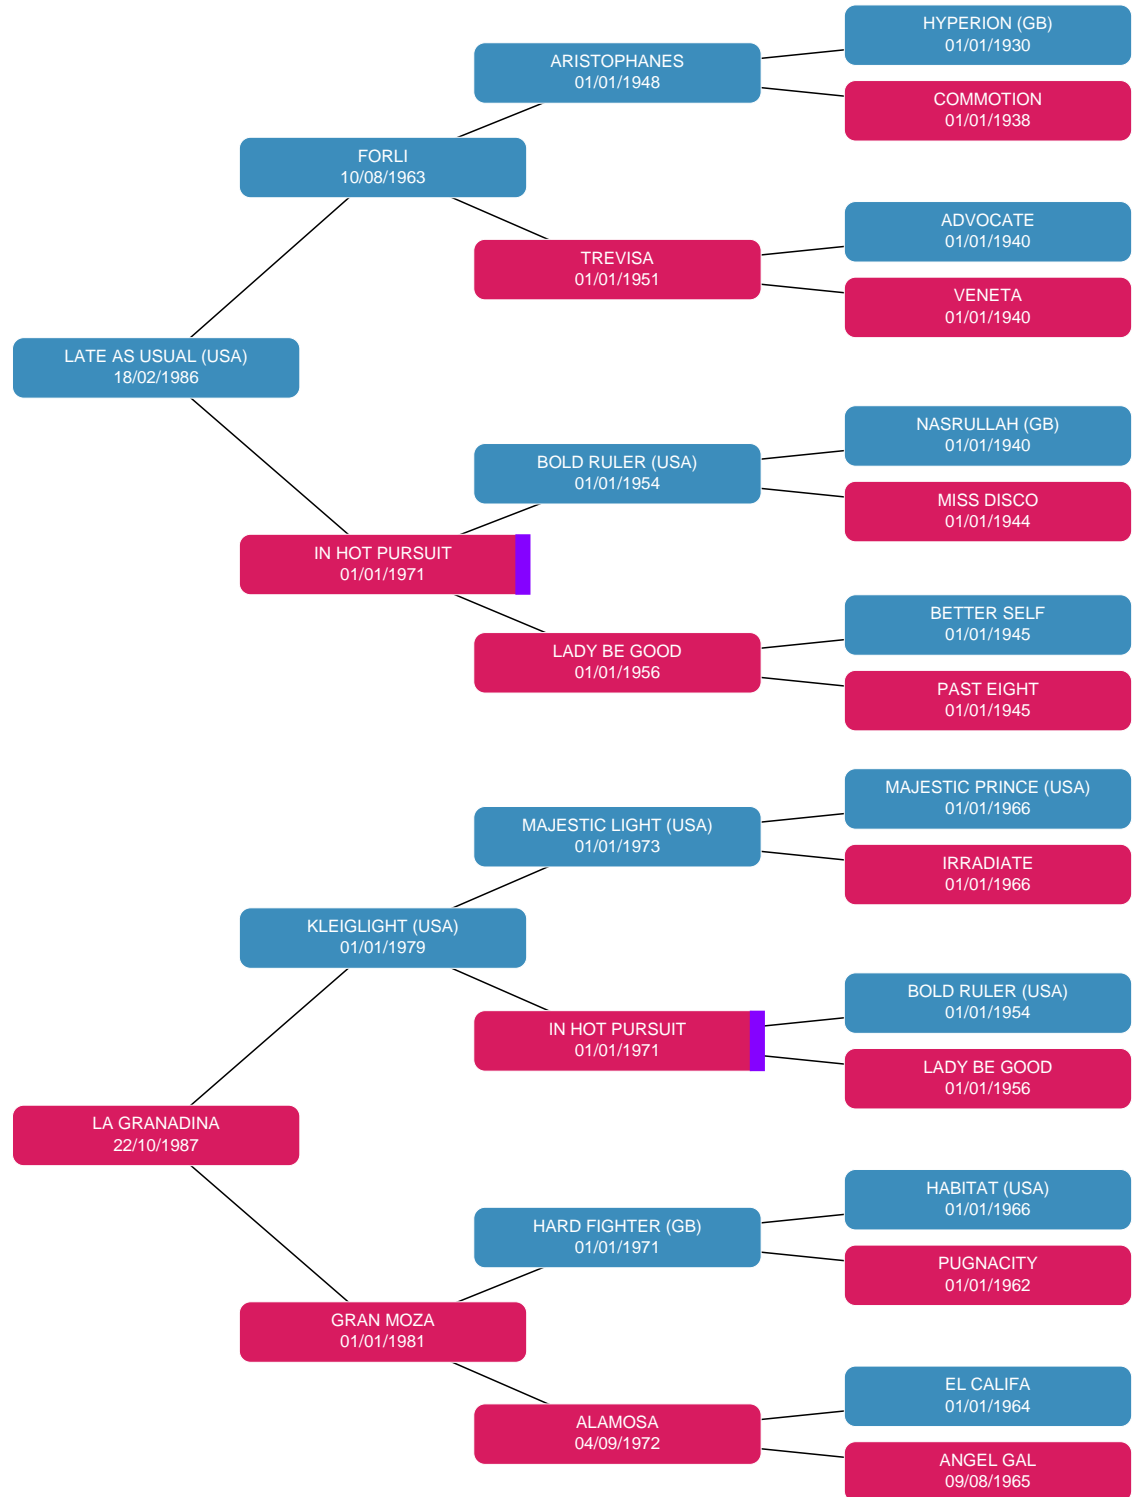 HYPERION (GB)
01/01/1930
ARISTOPHANES
01/01/1948
COMMOTION
01/01/1938
FORLI
10/08/1963
ADVOCATE
01/01/1940
TREVISA
01/01/1951
VENETA
01/01/1940
LATE AS USUAL (USA)
18/02/1986
NASRULLAH (GB)
01/01/1940
BOLD RULER (USA)
01/01/1954
MISS DISCO
01/01/1944
IN HOT PURSUIT
01/01/1971
BETTER SELF
01/01/1945
LADY BE GOOD
01/01/1956
PAST EIGHT
01/01/1945
MAJESTIC PRINCE (USA)
01/01/1966
MAJESTIC LIGHT (USA)
01/01/1973
IRRADIATE
01/01/1966
KLEIGLIGHT (USA)
01/01/1979
BOLD RULER (USA)
01/01/1954
IN HOT PURSUIT
01/01/1971
LADY BE GOOD
01/01/1956
LA GRANADINA
22/10/1987
HABITAT (USA)
01/01/1966
HARD FIGHTER (GB)
01/01/1971
PUGNACITY
01/01/1962
GRAN MOZA
01/01/1981
EL CALIFA
01/01/1964
ALAMOSA
04/09/1972
ANGEL GAL
09/08/1965